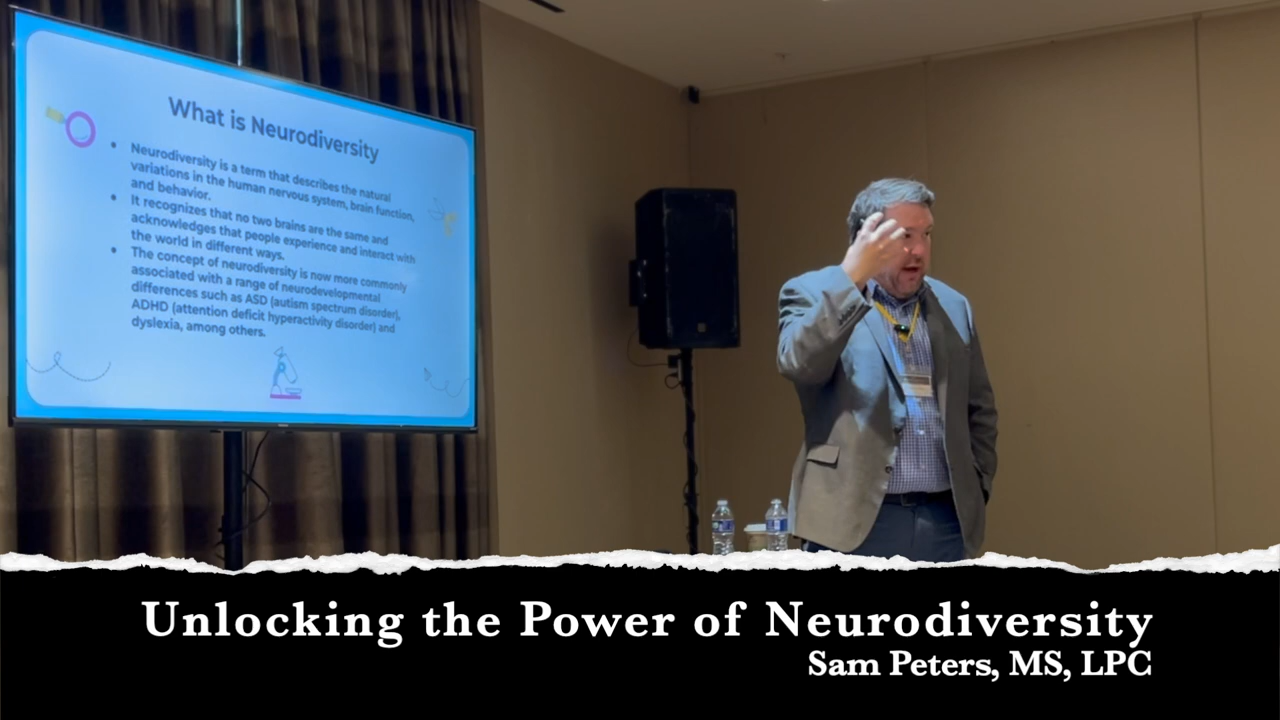 What is Neurodiversity
Neurodiversity is a term that describes the natural
variations in the human nervous system, brain function,
and behavior.
It recognizes that no two brains are the same and
acknowledges that people experience and interact with
the world in different ways.
The concept of neurodiversity is now more commonly
associated with a range of neurodevelopmental
differences such as ASD (autism spectrum disorder),
ADHD (attention deficit hyperactivity disorder) and
dyslexia, among others.
Unlocking the Power of Neurodiversity
Sam Peters, MS, LPC